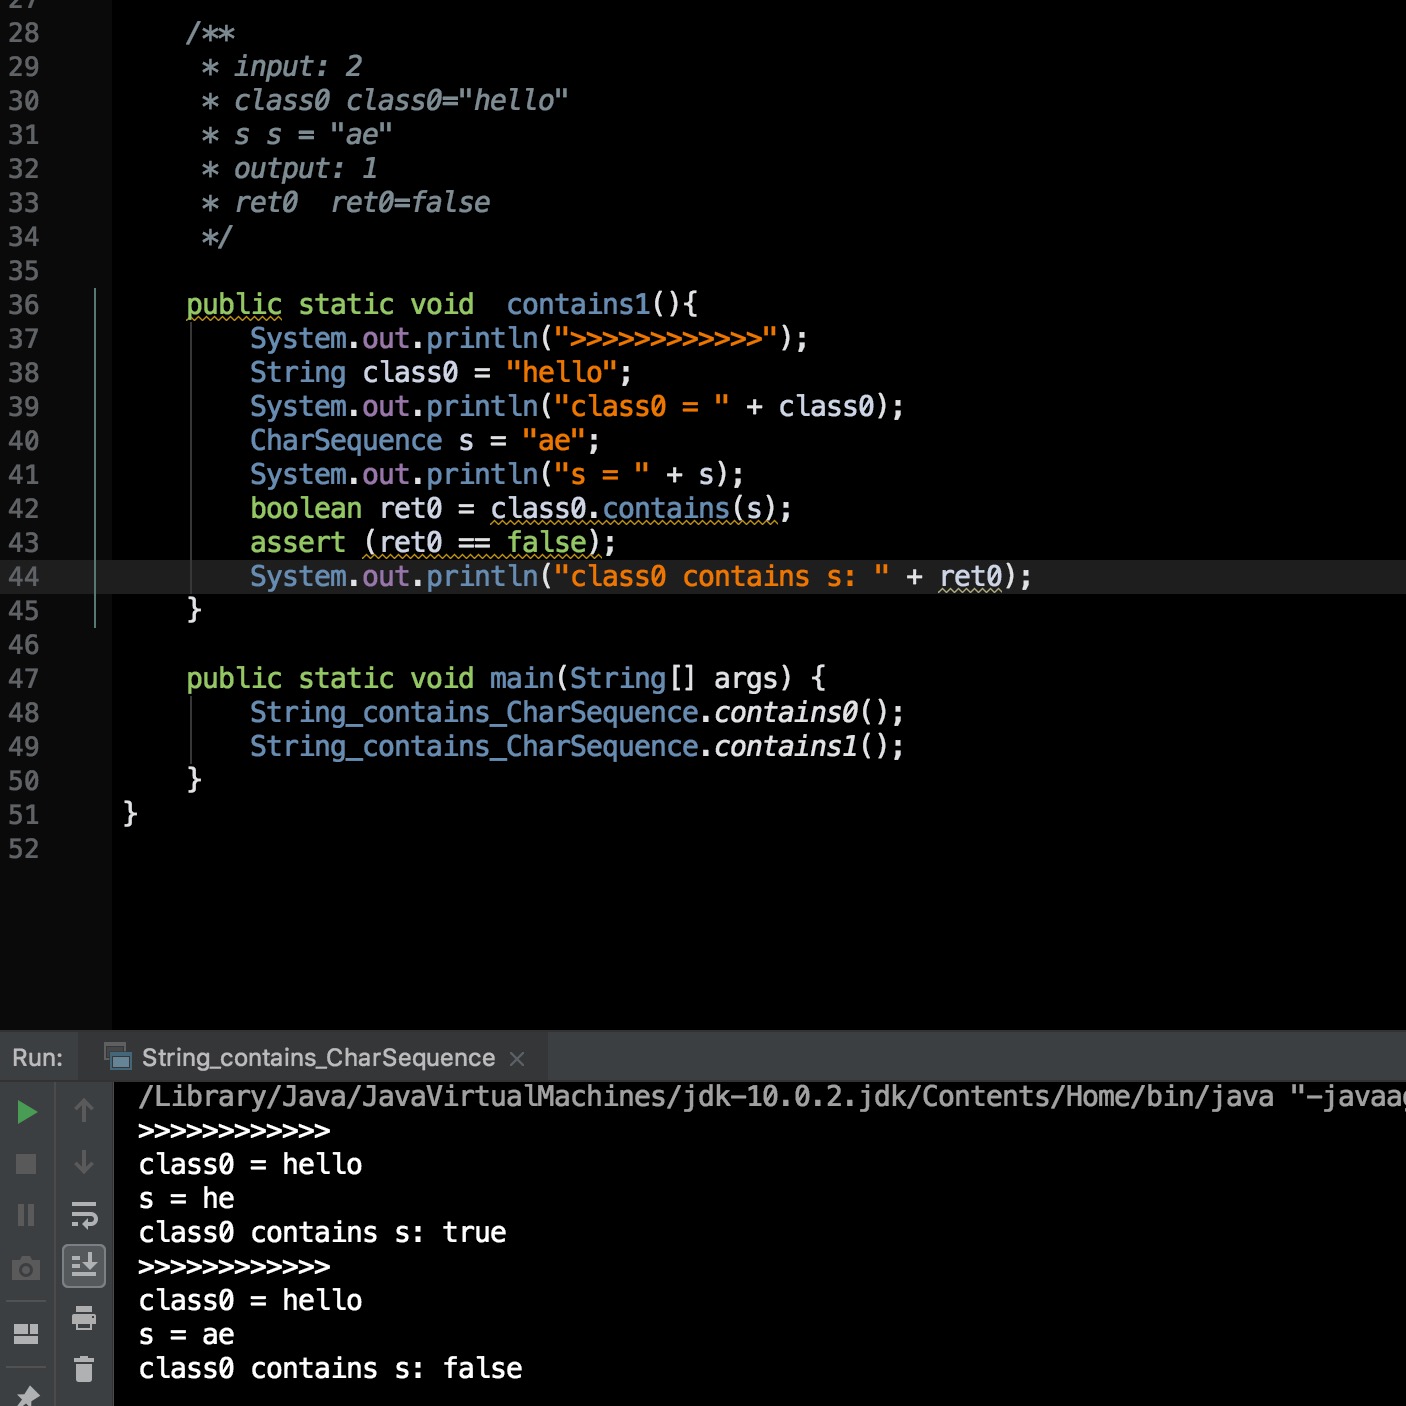 27
28 /**
29 * input: 2
30 * class0 class0="hello"
31 * s s = "ae"
32 * output: 1
33 * ret0  ret0=false
34 */
35
36 public static void  contains1(){
37 System.out.println(">>>>>>>>>>>>");
38 String class0 = "hello";
39 System.out.println("class0 = " + class0);
40 CharSequence s = "ae";
41 System.out.println("s = " + s);
42 boolean ret0 = class0.contains(s);
43 assert (ret0 == false);
44 System.out.println("class0 contains s: " + ret0);
45 }
46
47 public static void main(String[] args) {
48 String_contains_CharSequence.contains0();
49 String_contains_CharSequence.contains1();
50 }
51 }
52
Run: String_contains_CharSequence
/Library/Java/JavaVirtualMachines/jdk-10.0.2.jdk/Contents/Home/bin/java "-javaag
>>>>>>>>>>>>
class0 = hello
s = he
class0 contains s: true
>>>>>>>>>>>>
class0 = hello
s = ae
class0 contains s: false